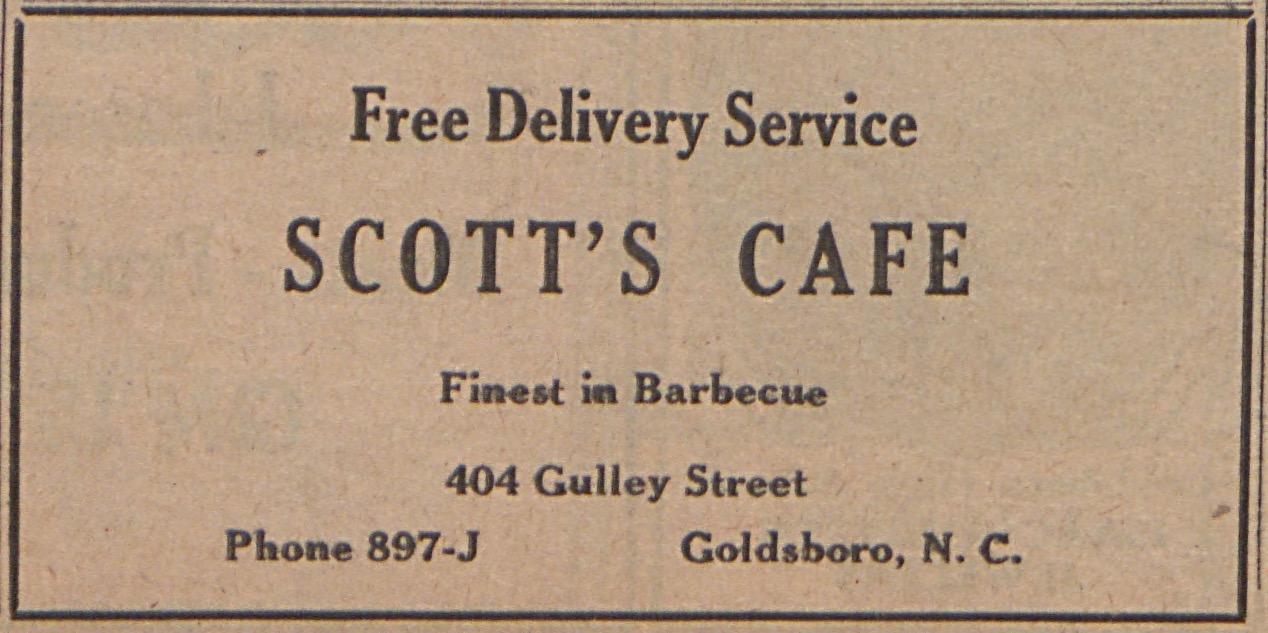 Free Delivery Service
SCOTT'S CAFE
Finest in Barbecue
404 Gulley Street
Phone 897-J Goldsboro, N. C.